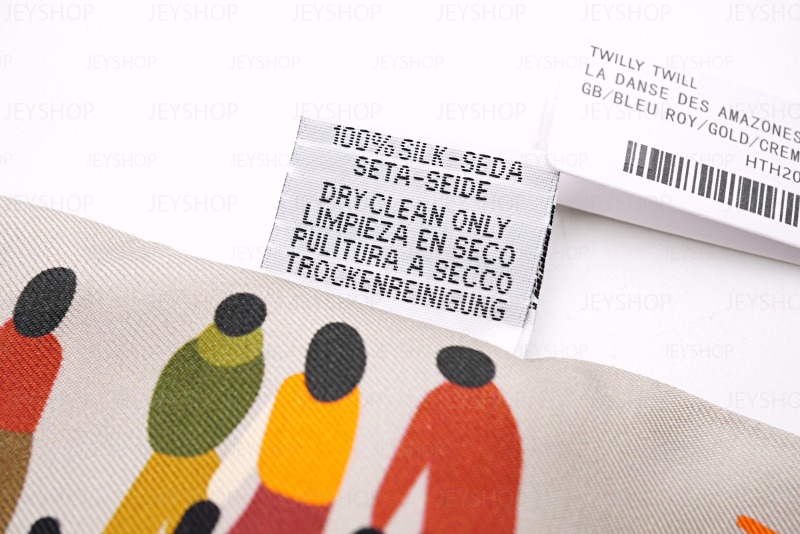 JEYSHOP
TWILLY TWILL
LA DANSE DES AMAZONES
GB/BLEU ROY/GOLD/CREM
HTH20
100% SILK-SEDA
SETA-SEIDE
DRY CLEAN ONLY
LIMPIEZA EN SECO
PULITURA A SECCO
TROCKENREINIGUNG